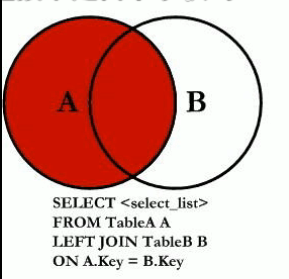 A B
SELECT <select_list>
FROM TableA A
LEFT JOIN TableB B
ON A.Key = B.Key